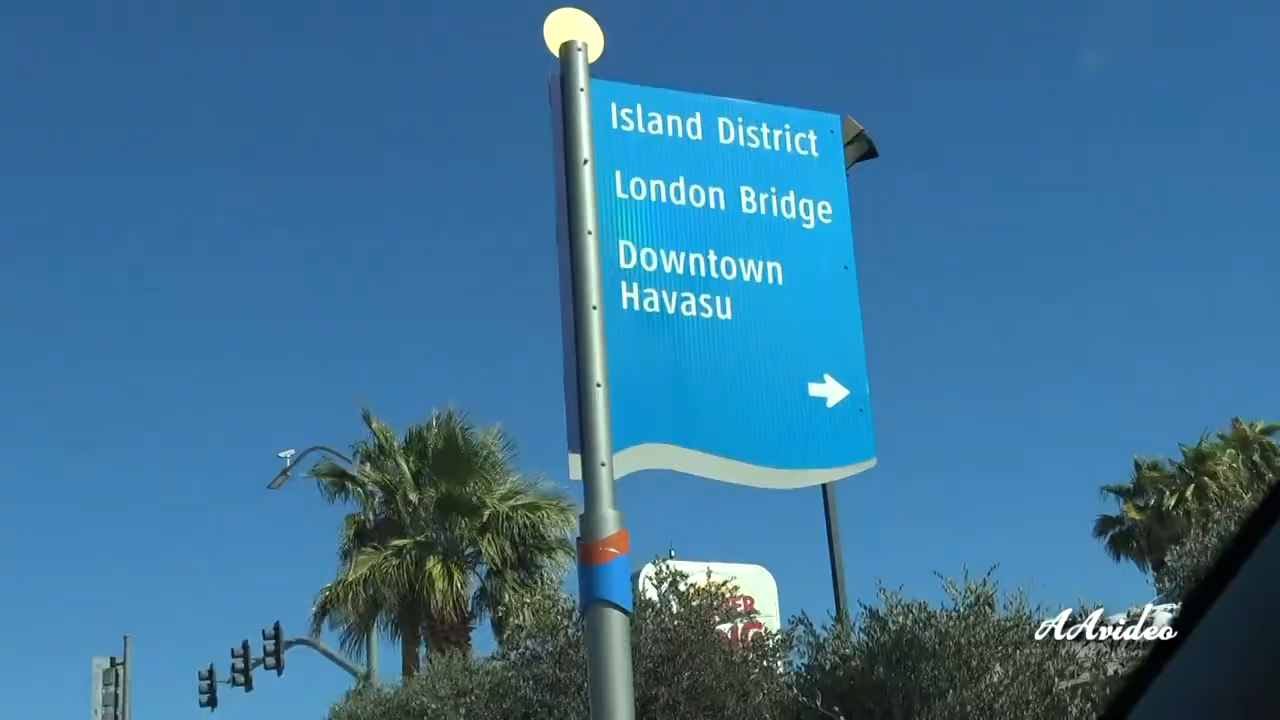 Island District
London Bridge
Downtown
Havasu
AAvideo